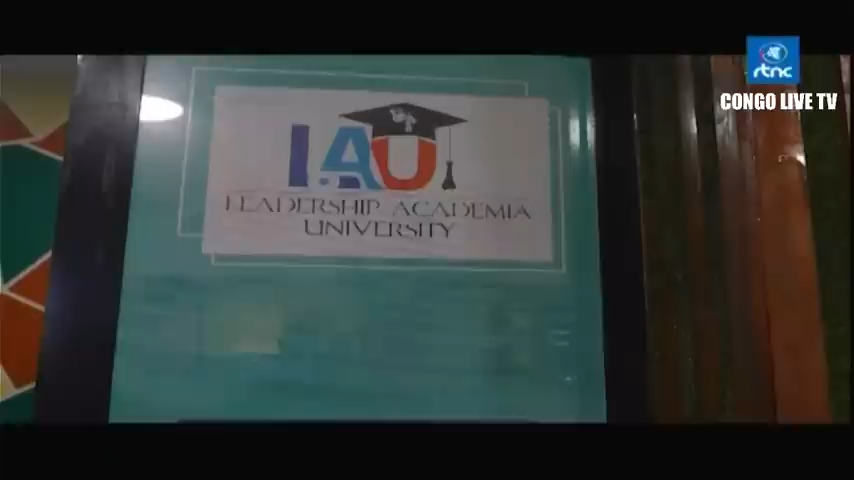 rtnc
CONGO LIVE TV
LAU
LEADERSHIP ACADEMIA
UNIVERSITY